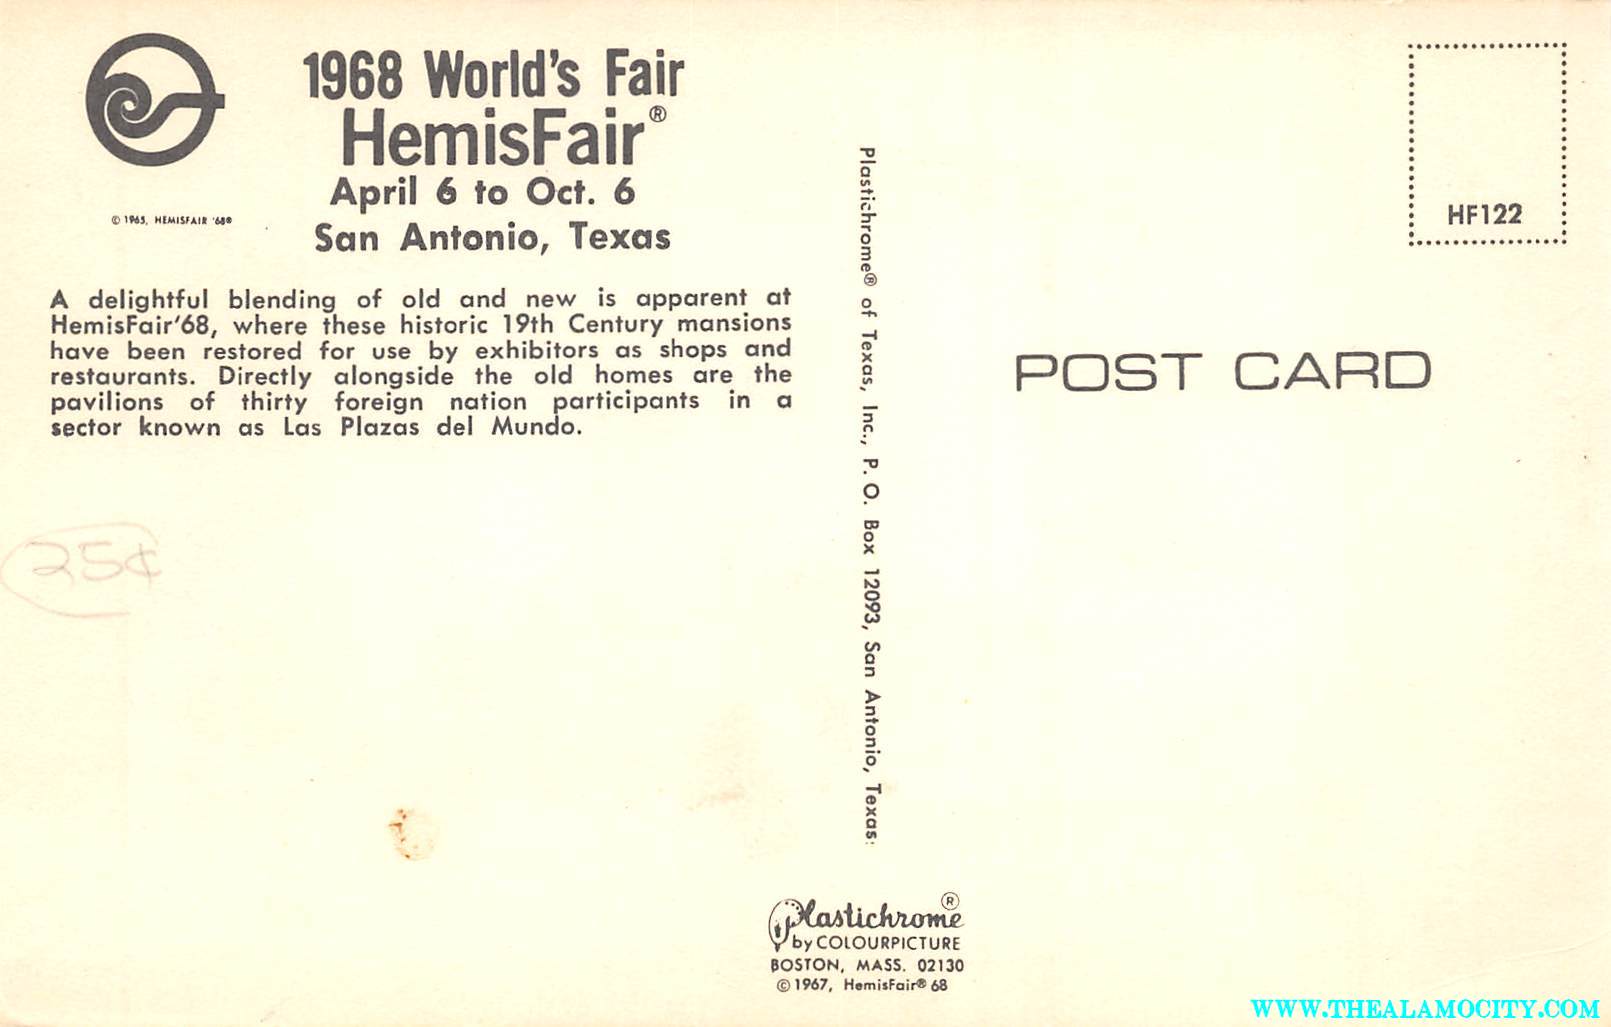 1968 World's Fair
HemisFair®
April 6 to Oct. 6
San Antonio, Texas
© 1965, HEMISFAIR '68®
A delightful blending of old and new is apparent at
HemisFair'68, where these historic 19th Century mansions
have been restored for use by exhibitors as shops and
restaurants. Directly alongside the old homes are the
pavilions of thirty foreign nation participants in a
sector known as Las Plazas del Mundo.
25¢
Plastichrome® of Texas, Inc., P. O. Box 12093, San Antonio, Texas:
HF122
POST CARD
Plastichrome®
by COLOURPICTURE
BOSTON, MASS. 02130
© 1967, HemisFair® 68
WWW.THEALAMOCITY.COM